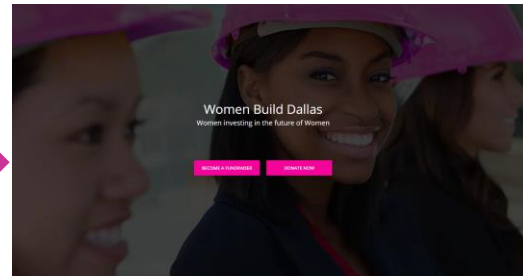 Women Build Dallas
Women investing in the future of Women
BECOME A FUNDRAISER DONATE NOW